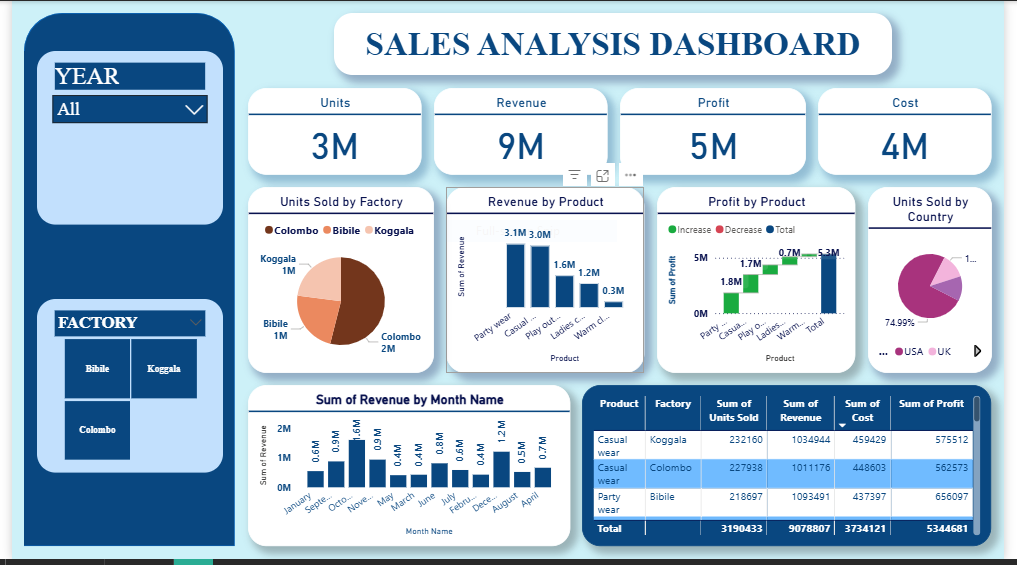 SALES ANALYSIS DASHBOARD
YEAR
All
FACTORY
Bibile
Koggala
Colombo
Units
3M
Revenue
9M
Profit
5M
Cost
4M
Units Sold by Factory
Colombo Bibile Koggala
Koggala
1M
Bibile
1M
Colombo
2M
Revenue by Product
Sum of Revenue
3.1M 3.0M 1.6M 1.2M 0.3M
Party wear Casual ... Play out... Ladies c... Warm cl...
Product
Profit by Product
Increase Decrease Total
Sum of Profit
5M
0M
1.8M 1.7M 0.7M 5.3M
Party ... Casua... Play o... Ladies... Warm... Total
Product
Units Sold by
Country
1...
74.99%
... USA UK
Sum of Revenue by Month Name
Sum of Revenue
2M
1M
0M
0.6M 0.9M 1.6M 0.9M 0.4M 0.4M 0.8M 0.6M 0.4M 1.2M 0.5M 0.7M
January Septe... Octo... Nove... May March June July Febru... Dece... August April
Month Name
Product Factory Sum of Units Sold Sum of Revenue Sum of Cost Sum of Profit
Casual wear Koggala 232160 1034944 459429 575512
Casual wear Colombo 227938 1011176 448603 562573
Party wear Bibile 218697 1093491 437397 656097
Total 3190433 9078807 3734121 5344681